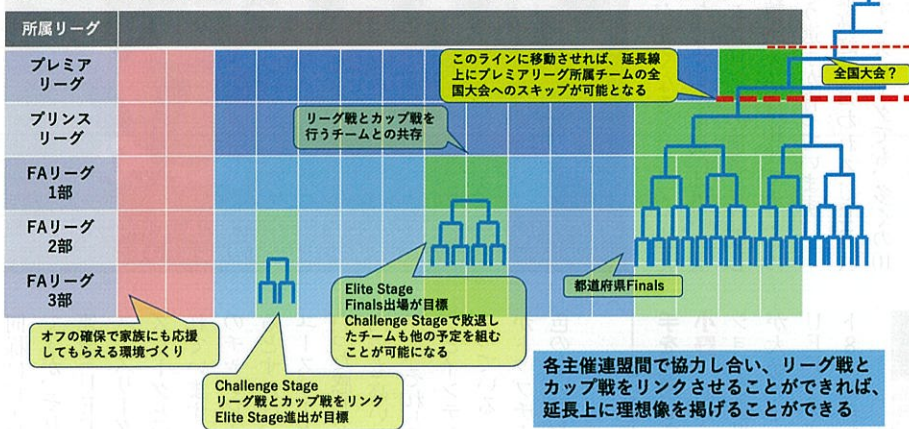 所属リーグ
プレミア
リーグ
プリンス
リーグ
FAリーグ
1部
FAリーグ
2部
FAリーグ
3部
このラインに移動させれば、延長線
上にプレミアリーグ所属チームの全
国大会へのスキップが可能となる
全国大会？
リーグ戦とカップ戦を
行うチームとの共存
Elite Stage
Finals出場が目標
Challenge Stageで敗退し
たチームも他の予定を組む
ことが可能になる
都道府県Finals
オフの確保で家族にも応援
してもらえる環境づくり
Challenge Stage
リーグ戦とカップ戦をリンク
Elite Stage進出が目標
各主催連盟間で協力し合い、リーグ戦と
カップ戦をリンクさせることができれば、
延長上に理想像を掲げることができる